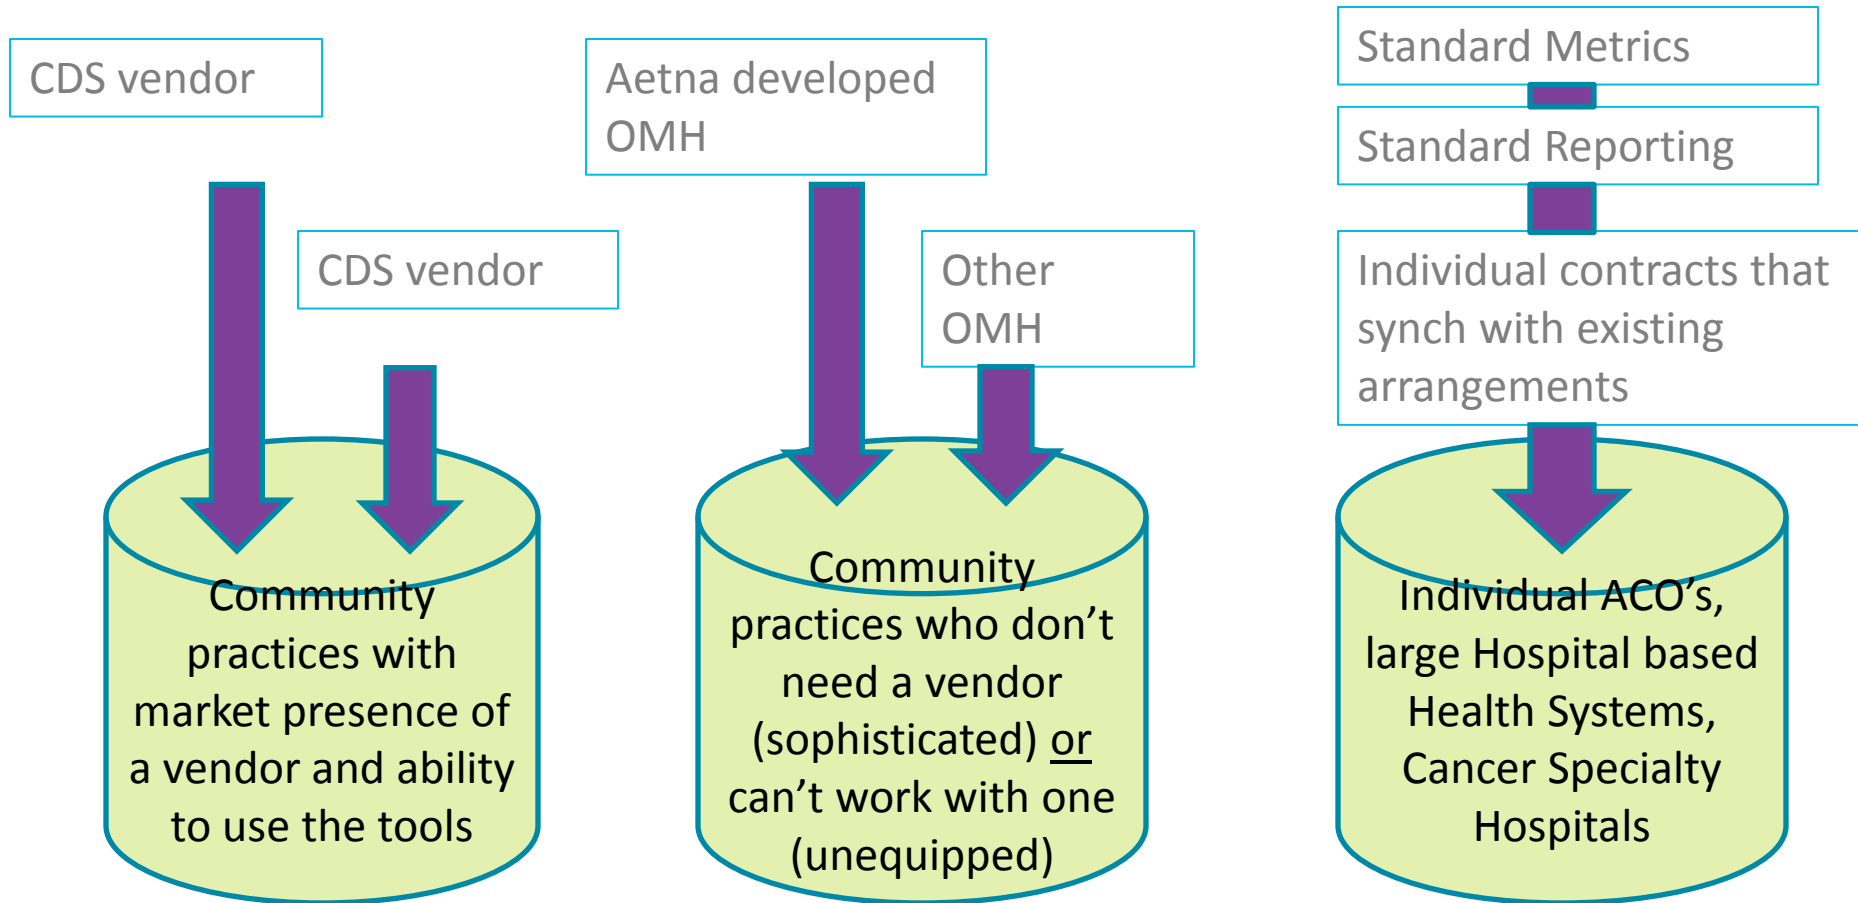 CDS vendor
CDS vendor
Community
practices with
market presence of
a vendor and ability
to use the tools
Aetna developed
OMH
Other
OMH
Community
practices who don’t
need a vendor
(sophisticated) or
can’t work with one
(unequipped)
Standard Metrics
Standard Reporting
Individual contracts that
synch with existing
arrangements
Individual ACO’s,
large Hospital based
Health Systems,
Cancer Specialty
Hospitals